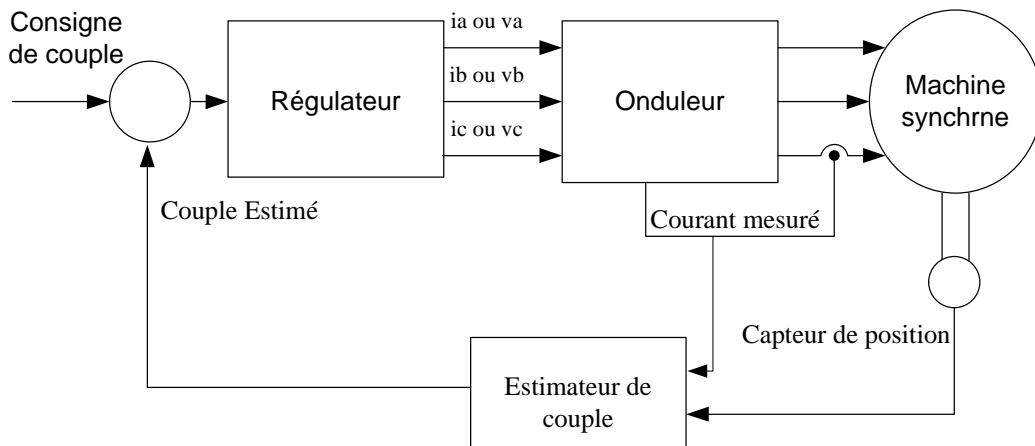 Consigne
de couple
ia ou va
ib ou vb
ic ou vc
Régulateur
Onduleur
Machine
synchrne
Couple Estimé
Courant mesuré
Capteur de position
Estimateur de
couple